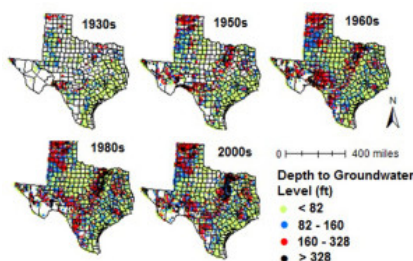 1930s
1950s
1960s
N
1980s
2000s
0 400 miles
Depth to Groundwater
Level (ft)
< 82
82 - 160
160 - 328
> 328